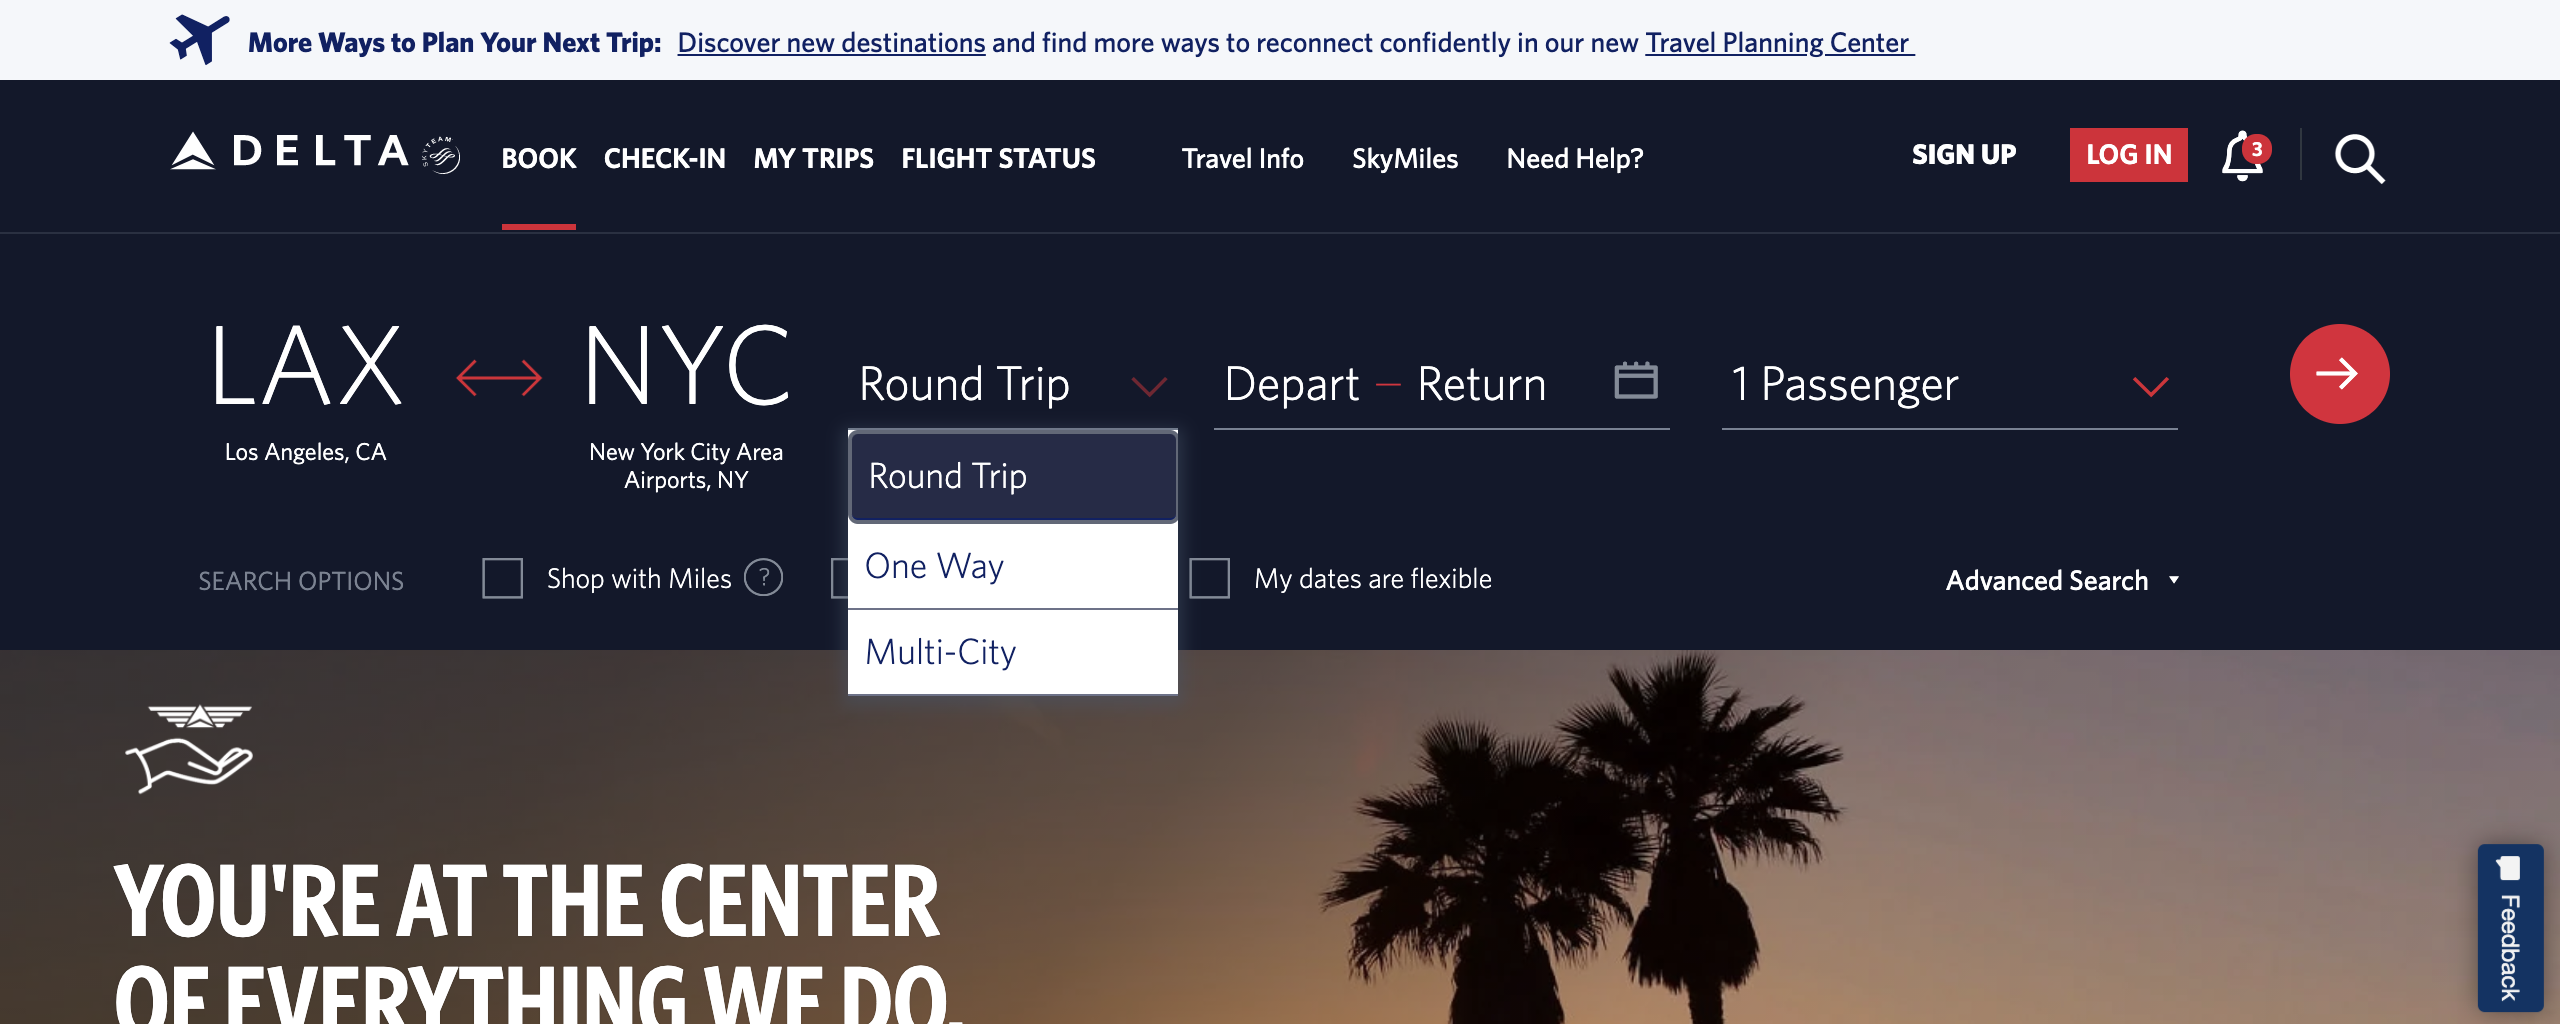 More Ways to Plan Your Next Trip: Discover new destinations and find more ways to reconnect confidently in our new Travel Planning Center
DELTA BOOK CHECK-IN MY TRIPS FLIGHT STATUS Travel Info SkyMiles Need Help? SIGN UP LOG IN 3
SKYTEAM
LAX NYC Round Trip Depart — Return 1 Passenger
Los Angeles, CA New York City Area
Airports, NY
Round Trip
One Way
Multi-City
SEARCH OPTIONS Shop with Miles ? My dates are flexible Advanced Search
YOU'RE AT THE CENTER
OF EVERYTHING WE DO.
Feedback